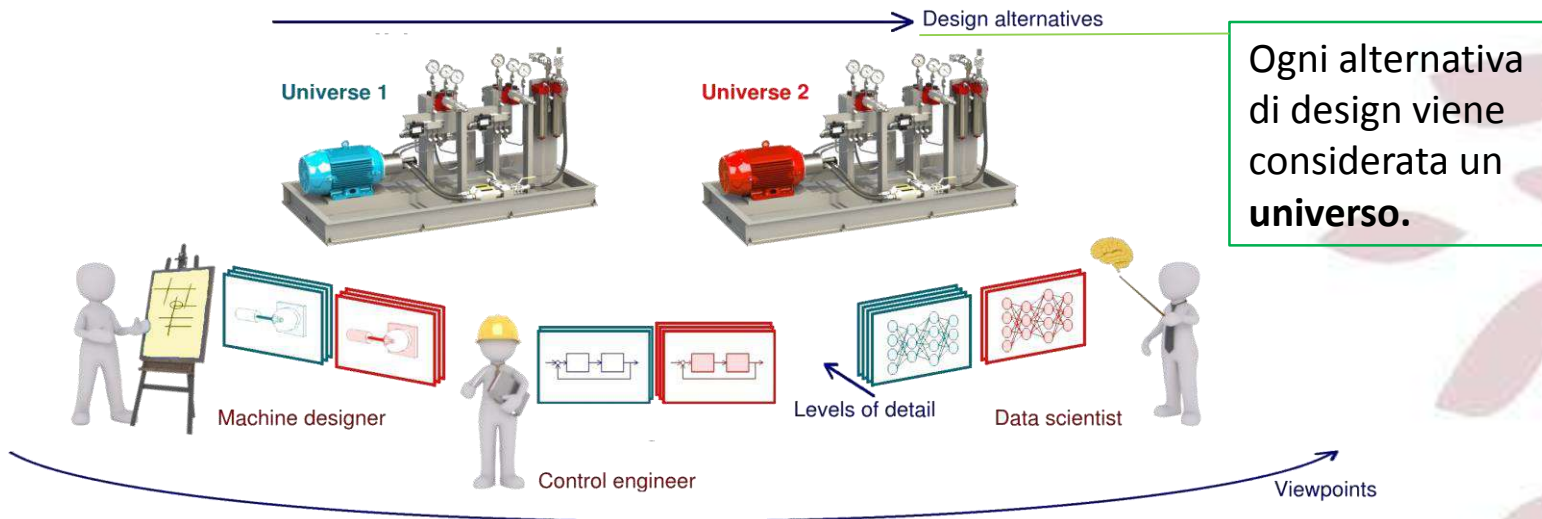 Design alternatives
Universe 1
Universe 2
Ogni alternativa
di design viene
considerata un
universo.
Machine designer
Control engineer
Levels of detail
Data scientist
Viewpoints